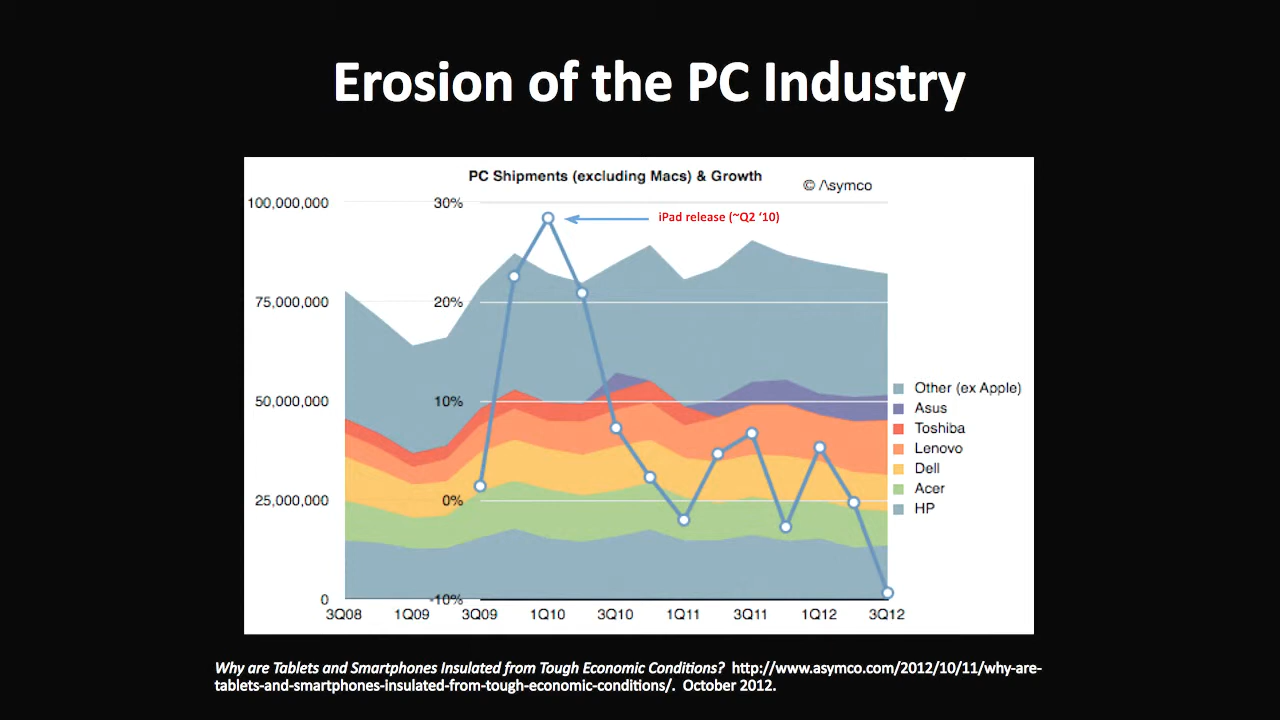 Erosion of the PC Industry
PC Shipments (excluding Macs) & Growth
© /\symco
100,000,000
30%
iPad release (~Q2 ‘10)
75,000,000
20%
50,000,000
10%
25,000,000
0%
0
-10%
Other (ex Apple)
Asus
Toshiba
Lenovo
Dell
Acer
HP
3Q08 1Q09 3Q09 1Q10 3Q10 1Q11 3Q11 1Q12 3Q12
Why are Tablets and Smartphones Insulated from Tough Economic Conditions? http://www.asymco.com/2012/10/11/why-are-
tablets-and-smartphones-insulated-from-tough-economic-conditions/. October 2012.